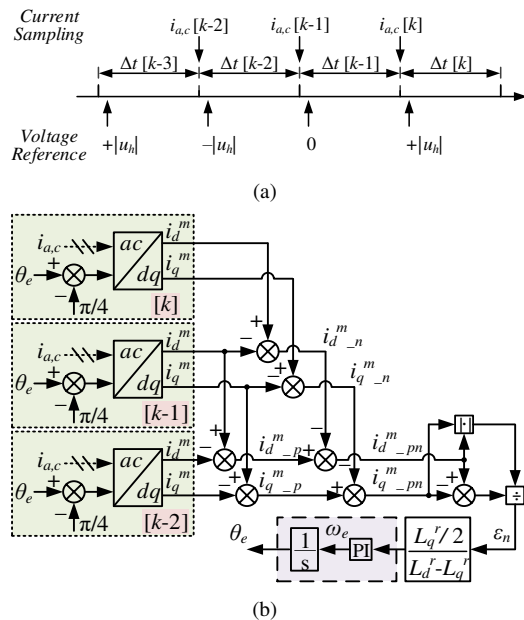 Current Sampling
i_{a,c} [k-2] i_{a,c} [k-1] i_{a,c} [k]
Δt [k-3] Δt [k-2] Δt [k-1] Δt [k]
Voltage Reference
+|u_h| −|u_h| 0 +|u_h|
(a)
i_{a,c} ac i_d^m
θ_e + dq i_q^m
− π/4 [k]
+ −
i_{a,c} ac i_d^m
θ_e + dq i_q^m
− π/4 [k-1]
+ − i_d^m_n
i_q^m_n
i_{a,c} ac i_d^m
θ_e + dq i_q^m
− π/4 [k-2]
+ − i_d^m_p + − i_d^m_pn
+ − i_q^m_p + − i_q^m_pn
|·|
+ − ÷
θ_e 1/s ω_e PI L_q^r/2 / L_d^r-L_q^r ε_n
(b)